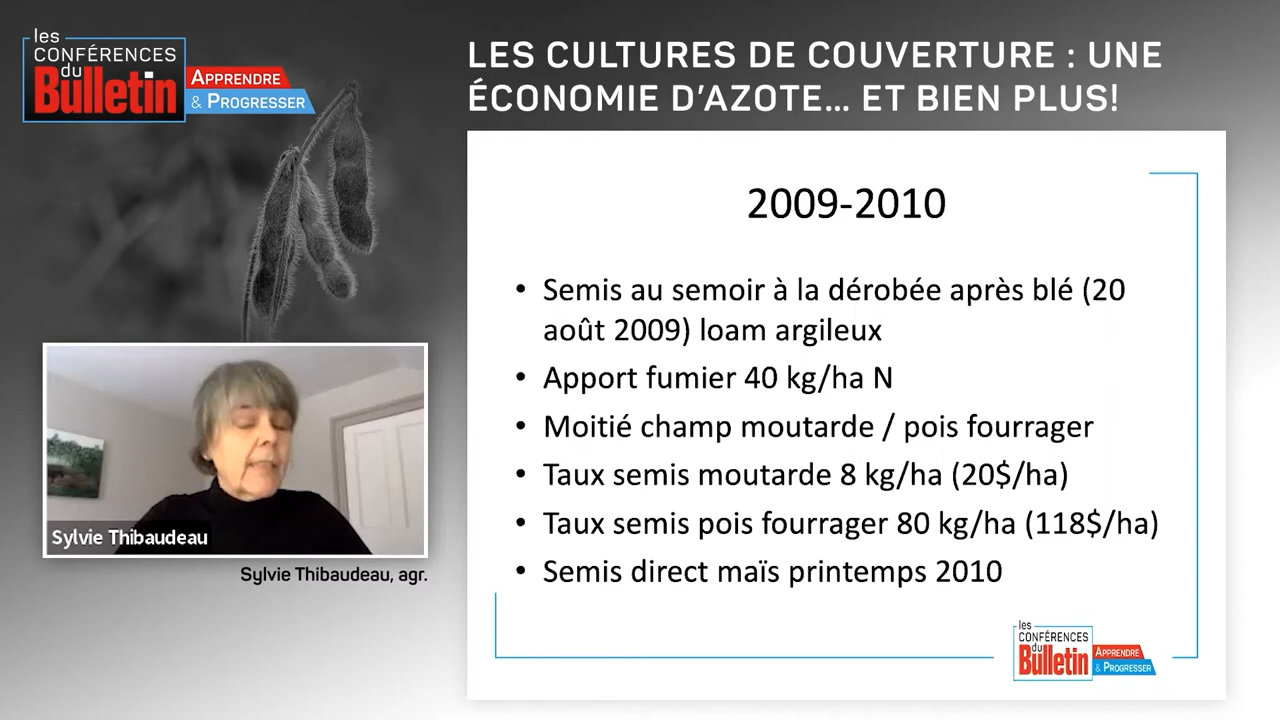 les
CONFÉRENCES
du
Bulletin
APPRENDRE
& PROGRESSER
LES CULTURES DE COUVERTURE : UNE
ÉCONOMIE D'AZOTE... ET BIEN PLUS!
2009-2010
• Semis au semoir à la dérobée après blé (20
août 2009) loam argileux
• Apport fumier 40 kg/ha N
• Moitié champ moutarde / pois fourrager
• Taux semis moutarde 8 kg/ha (20$/ha)
• Taux semis pois fourrager 80 kg/ha (118$/ha)
• Semis direct maïs printemps 2010
Sylvie Thibaudeau
Sylvie Thibaudeau, agr.
les
CONFÉRENCES
du
Bulletin
APPRENDRE
& PROGRESSER